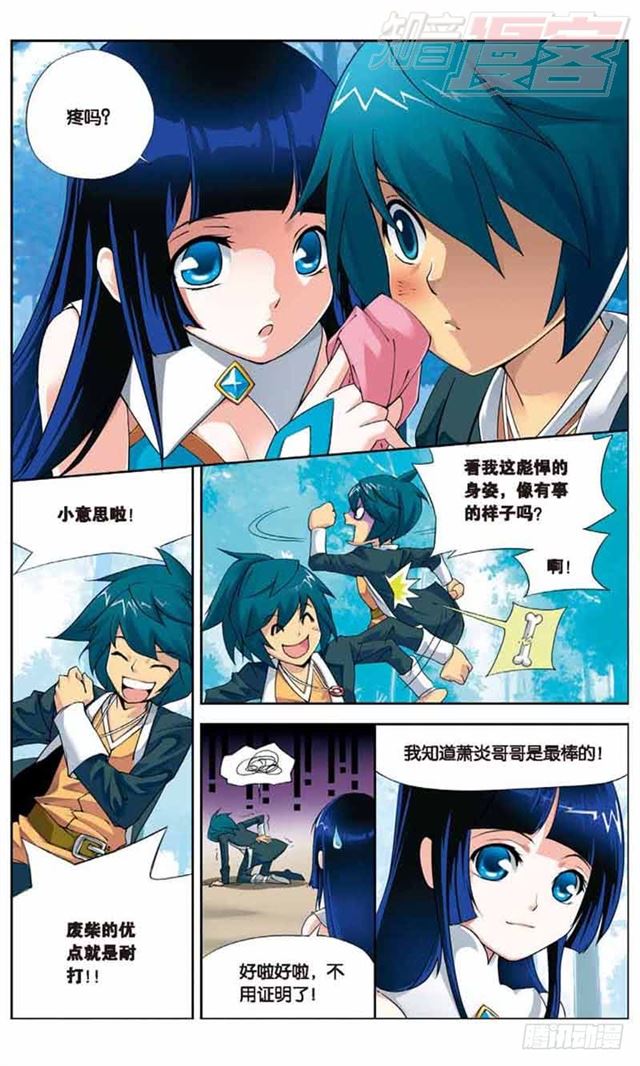 知音漫客
疼吗?
小意思啦!
废柴的优
点就是耐
打!!
看我这彪悍的
身姿，像有事
的样子吗?
啊!
好啦好啦，不
用证明了!
我知道萧炎哥哥是最棒的!
腾讯动漫